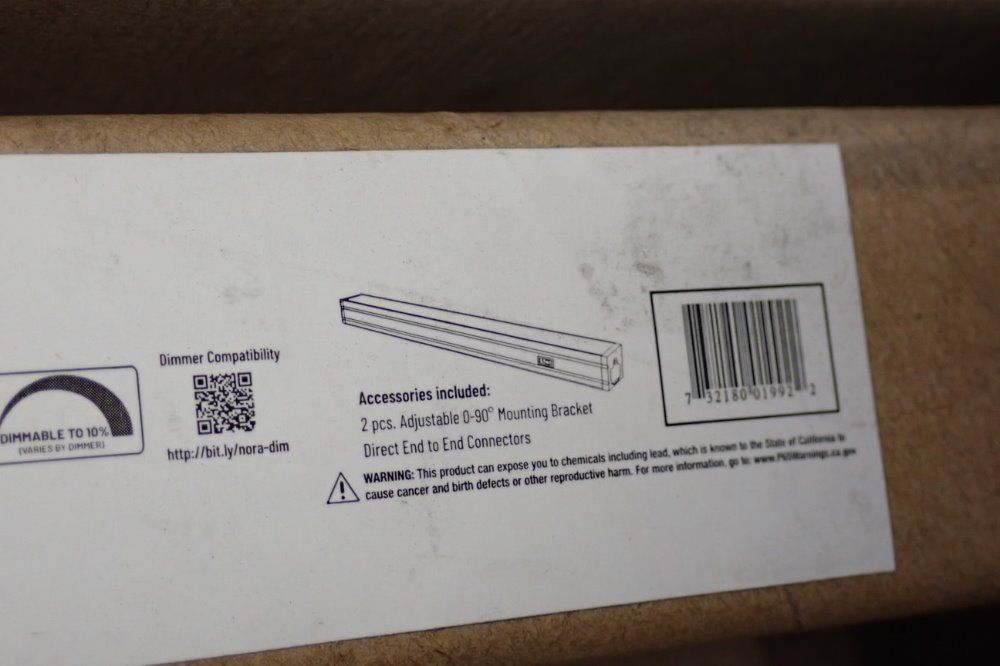 DIMMABLE TO 10%
(VARIES BY DIMMER)
Dimmer Compatibility
http://bit.ly/nora-dim
Accessories included:
2 pcs. Adjustable 0-90° Mounting Bracket
Direct End to End Connectors
WARNING: This product can expose you to chemicals including lead, which is known to the State of California to
cause cancer and birth defects or other reproductive harm. For more information, go to: www.P65Warnings.ca.gov
7 32180 01992 2